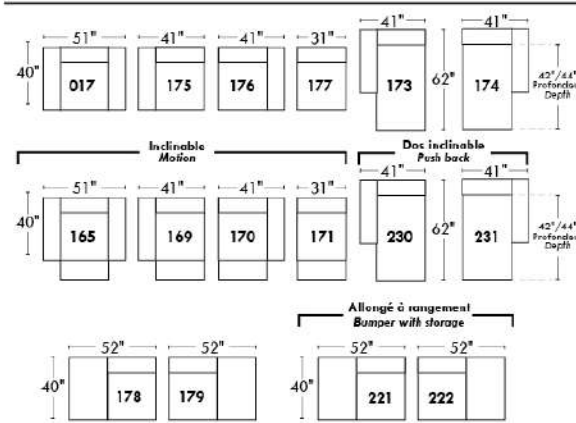 51" 41" 41" 31" 41" 41"
40" 017 175 176 177 173 62" 174 42"/44"
Profondeur
Depth
Inclinable
Motion
Dos inclinable
Push back
51" 41" 41" 31" 41" 41"
40" 165 169 170 171 230 62" 231 42"/44"
Profondeur
Depth
Allongé à rangement
Bumper with storage
52" 52" 52" 52"
40" 178 179 40" 221 222